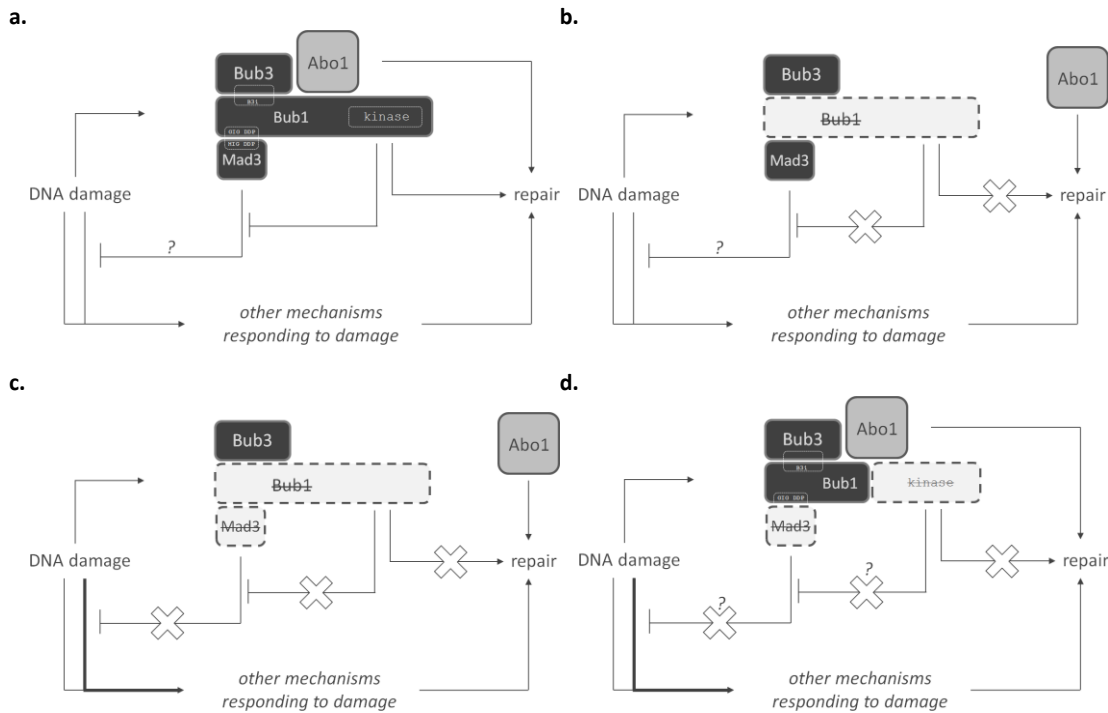 a.
Bub3
Abo1
B3i
Bub1
kinase
Mad3
DNA damage
repair
?
other mechanisms
responding to damage
b.
Bub3
Abo1
Bub1
Mad3
DNA damage
repair
?
other mechanisms
responding to damage
c.
Bub3
Abo1
Bub1
Mad3
DNA damage
repair
other mechanisms
responding to damage
d.
Bub3
Abo1
B3i
Bub1
kinase
Mad3
DNA damage
repair
?
?
other mechanisms
responding to damage